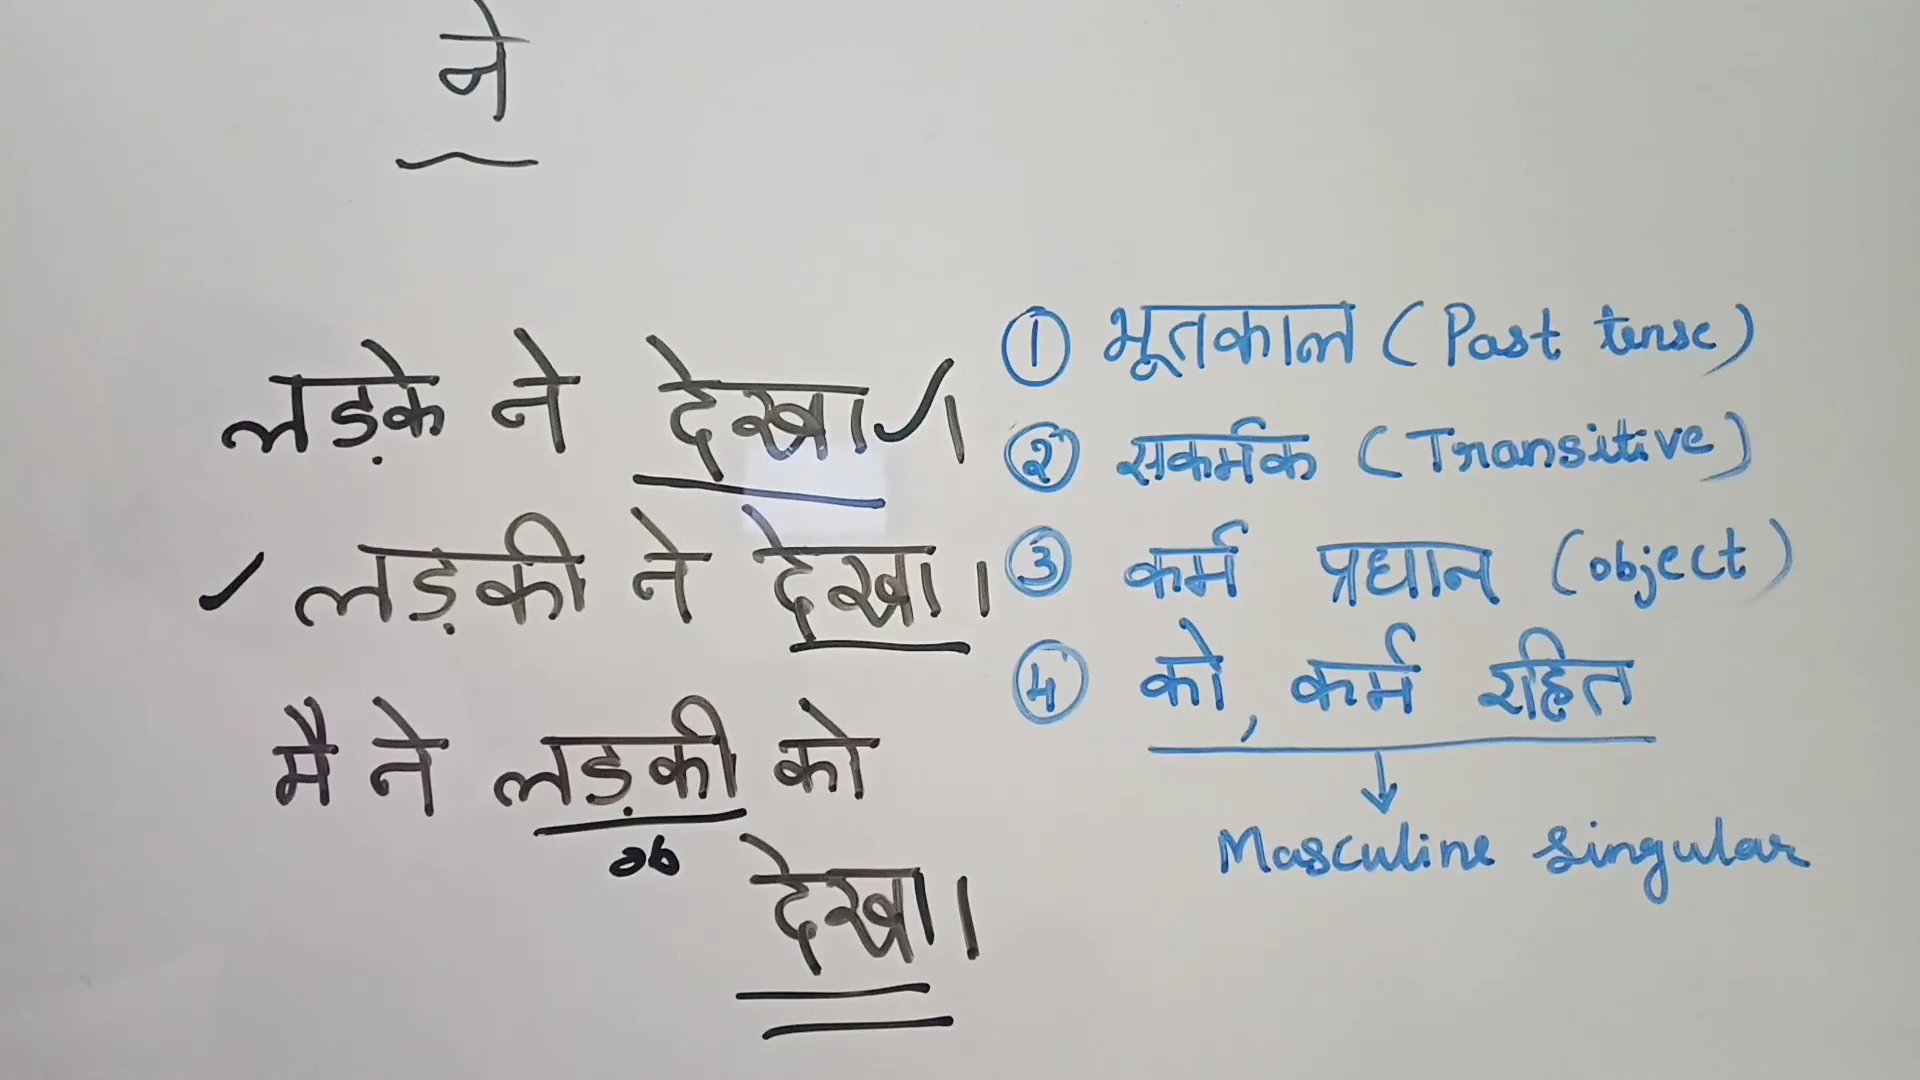 ने
लड़के ने देखा।
लड़की ने देखा।
मै ने लड़की को
ob
देखा।
① भूतकाल (Past tense)
② सकर्मक (Transitive)
③ कर्म प्रधान (object)
④ को, कर्म रहित
Masculine singular